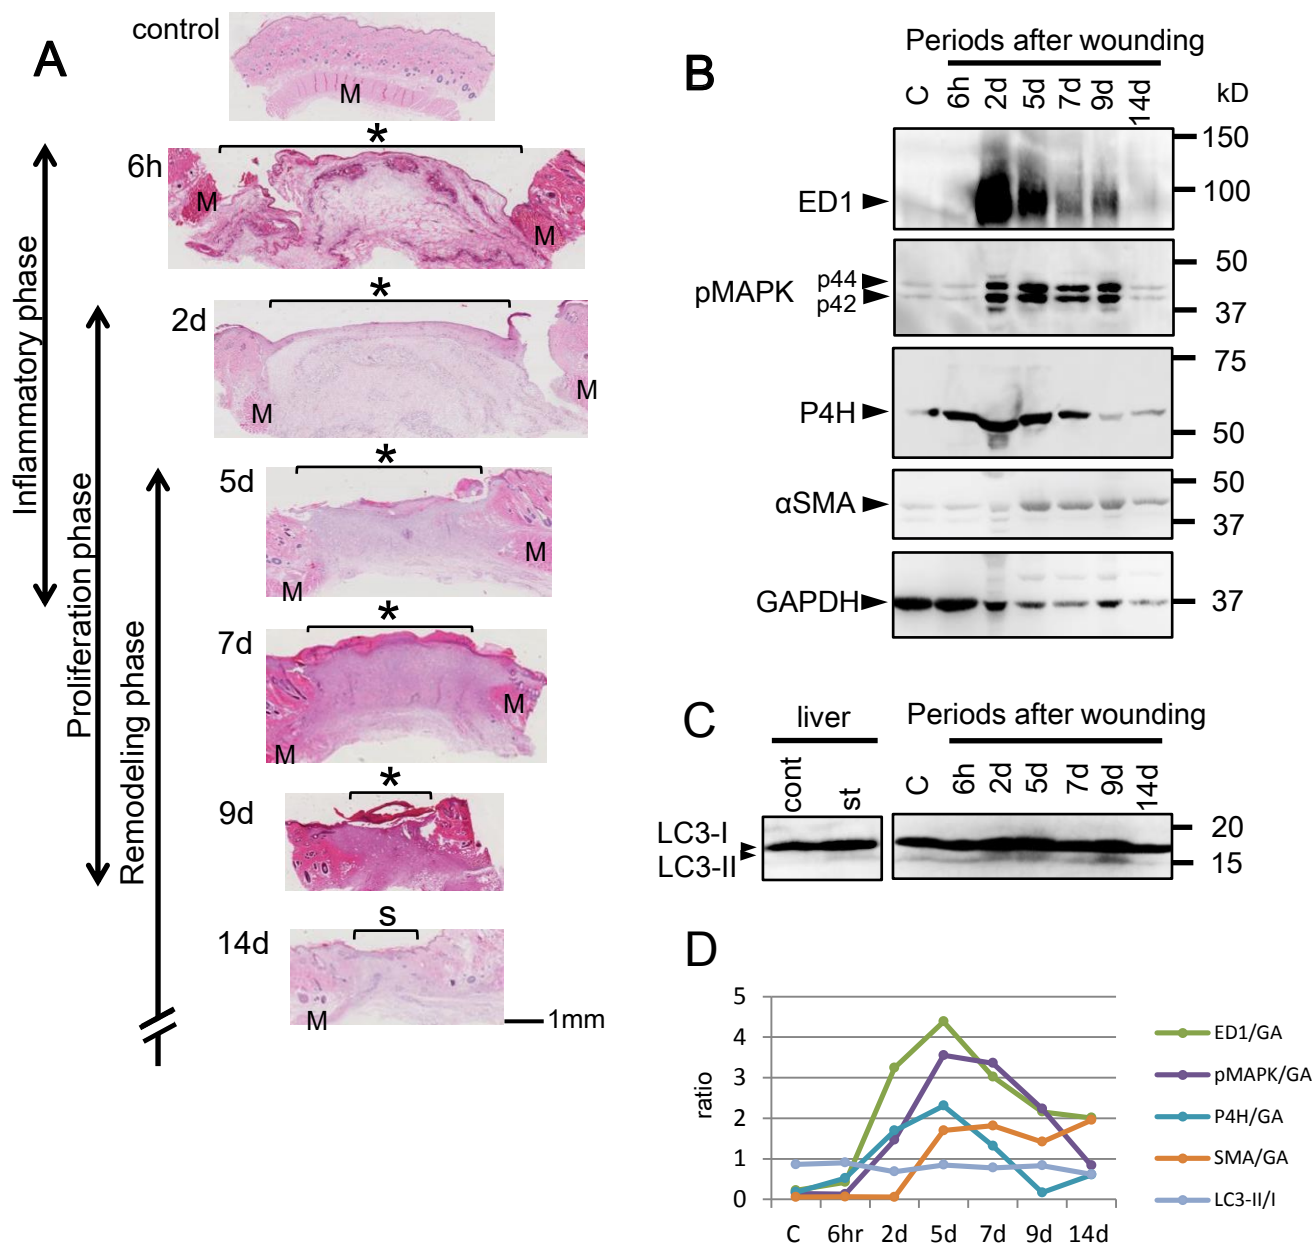 A
control
M
*
6h
M
M
*
2d
M
M
*
5d
M
M
*
7d
M
M
*
9d
s
14d
M
1mm
Inflammatory phase
Proliferation phase
Remodeling phase
B
Periods after wounding
C 6h 2d 5d 7d 9d 14d kD
ED1
150
100
pMAPK
p44
p42
50
37
P4H
75
50
αSMA
50
37
GAPDH
37
C
liver
cont st
Periods after wounding
C 6h 2d 5d 7d 9d 14d
LC3-I
LC3-II
20
15
D
ratio
5
4
3
2
1
0
C 6hr 2d 5d 7d 9d 14d
ED1/GA
pMAPK/GA
P4H/GA
SMA/GA
LC3-II/I